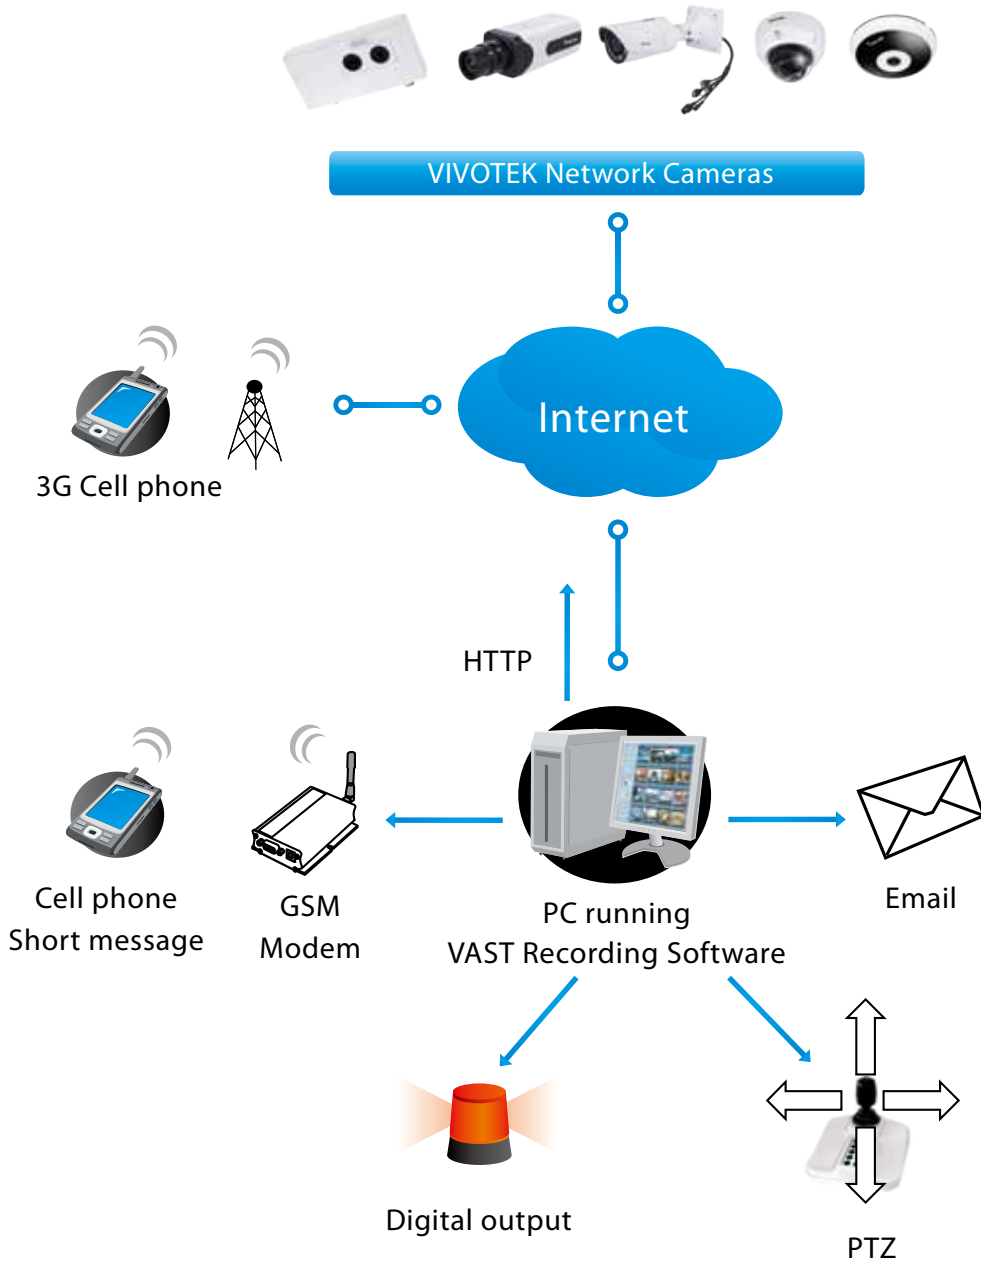 VIVOTEK Network Cameras
Internet
3G Cell phone
HTTP
Cell phone
Short message
GSM
Modem
PC running
VAST Recording Software
Email
Digital output
PTZ